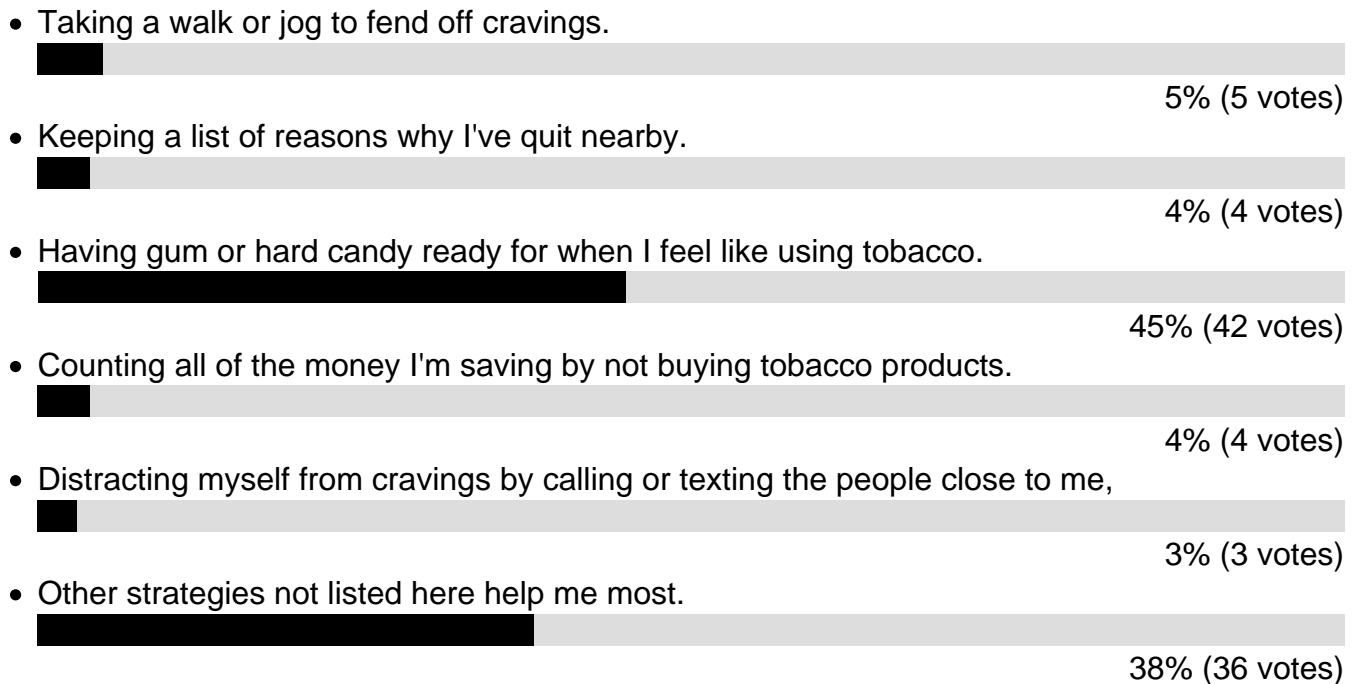 • Taking a walk or jog to fend off cravings.
5% (5 votes)
• Keeping a list of reasons why I've quit nearby.
4% (4 votes)
• Having gum or hard candy ready for when I feel like using tobacco.
45% (42 votes)
• Counting all of the money I'm saving by not buying tobacco products.
4% (4 votes)
• Distracting myself from cravings by calling or texting the people close to me,
3% (3 votes)
• Other strategies not listed here help me most.
38% (36 votes)